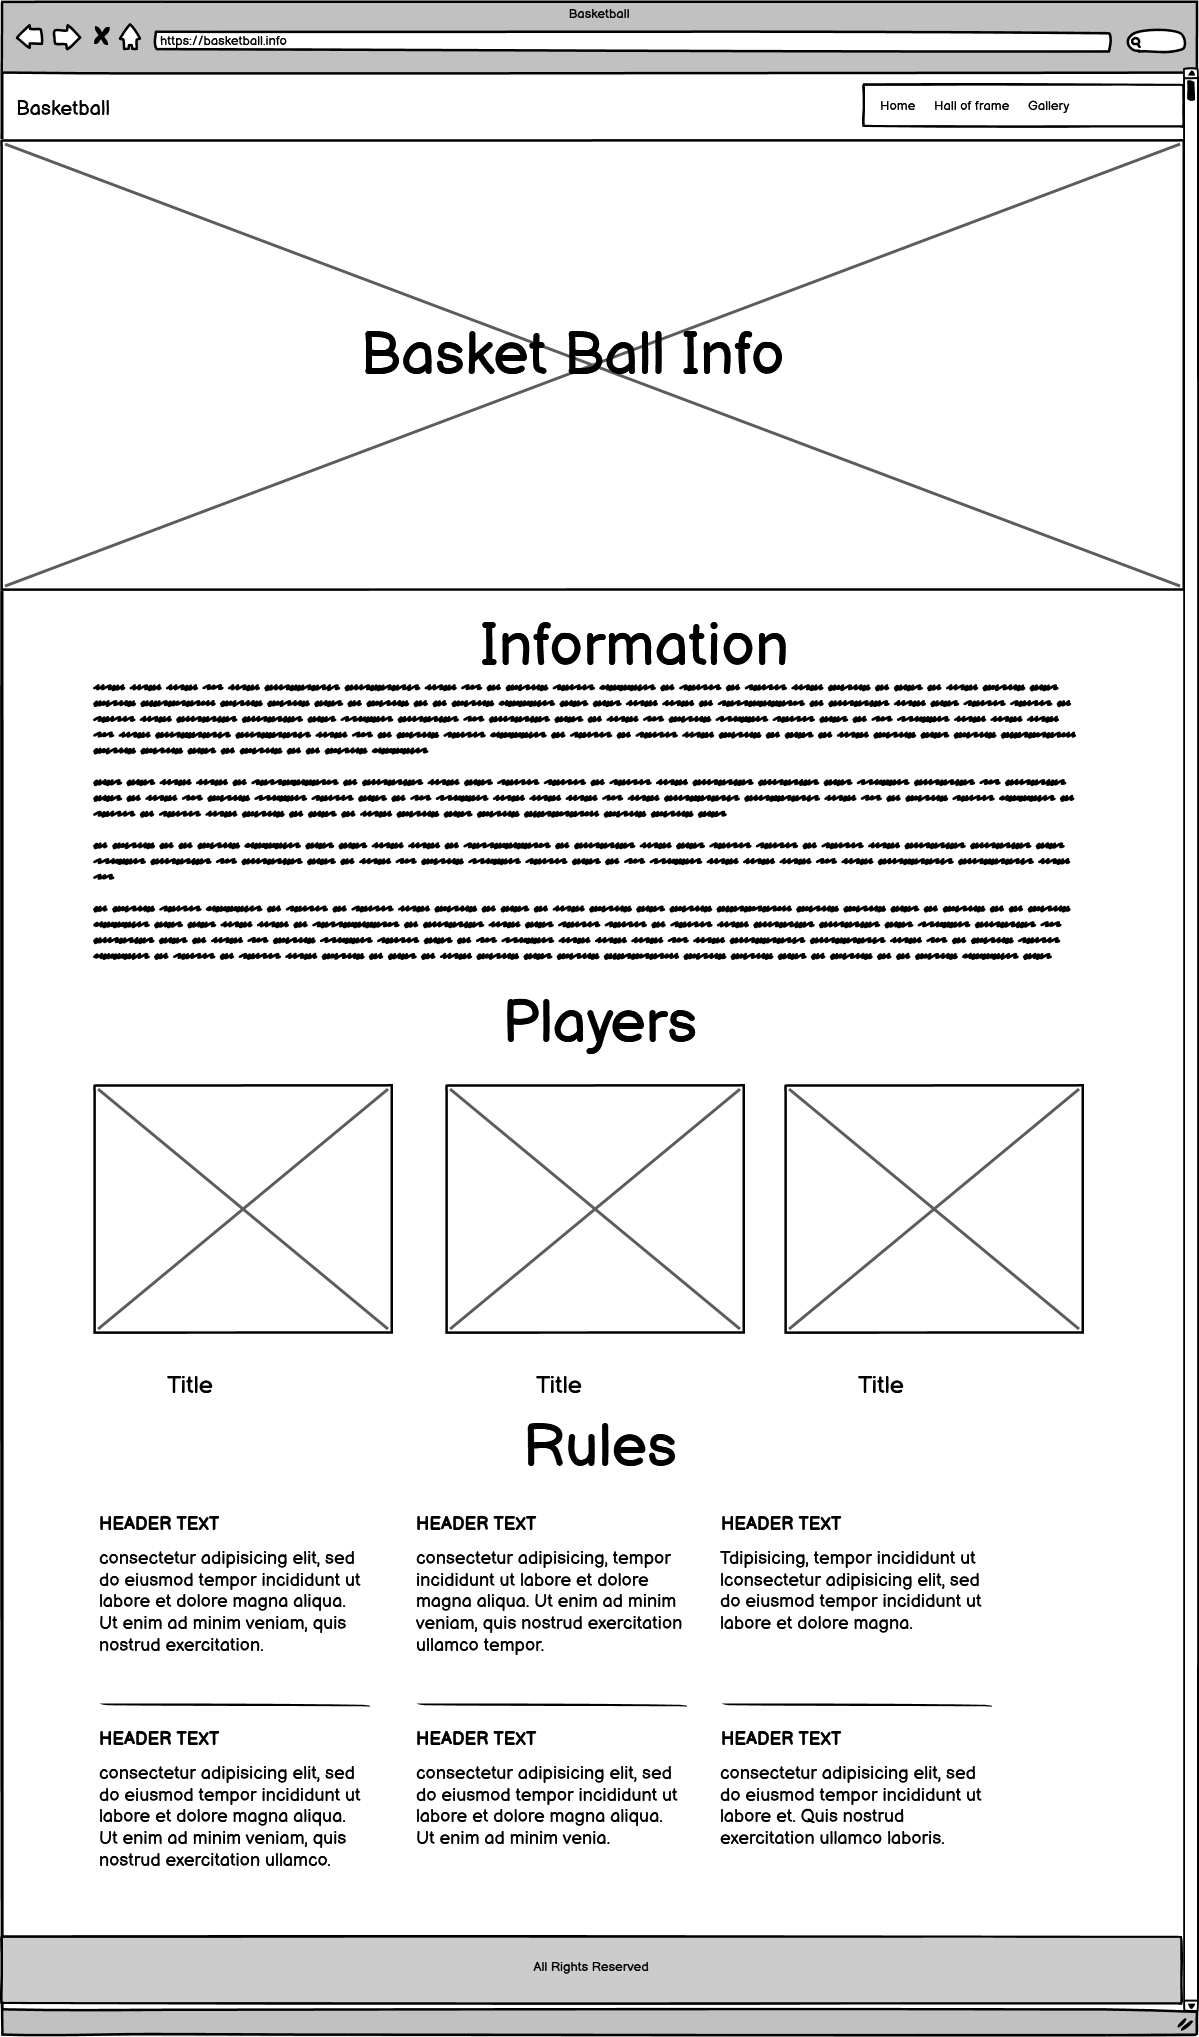 Basketball
https://basketball.info
Basketball
Home Hall of frame Gallery
Basket Ball Info
Information
Players
Title Title Title
Rules
HEADER TEXT
consectetur adipisicing elit, sed
do eiusmod tempor incididunt ut
labore et dolore magna aliqua.
Ut enim ad minim veniam, quis
nostrud exercitation.
HEADER TEXT
consectetur adipisicing, tempor
incididunt ut labore et dolore
magna aliqua. Ut enim ad minim
veniam, quis nostrud exercitation
ullamco tempor.
HEADER TEXT
Tdipisicing, tempor incididunt ut
lconsectetur adipisicing elit, sed
do eiusmod tempor incididunt ut
labore et dolore magna.
HEADER TEXT
consectetur adipisicing elit, sed
do eiusmod tempor incididunt ut
labore et dolore magna aliqua.
Ut enim ad minim veniam, quis
nostrud exercitation ullamco.
HEADER TEXT
consectetur adipisicing elit, sed
do eiusmod tempor incididunt ut
labore et dolore magna aliqua.
Ut enim ad minim venia.
HEADER TEXT
consectetur adipisicing elit, sed
do eiusmod tempor incididunt ut
labore et. Quis nostrud
exercitation ullamco laboris.
All Rights Reserved